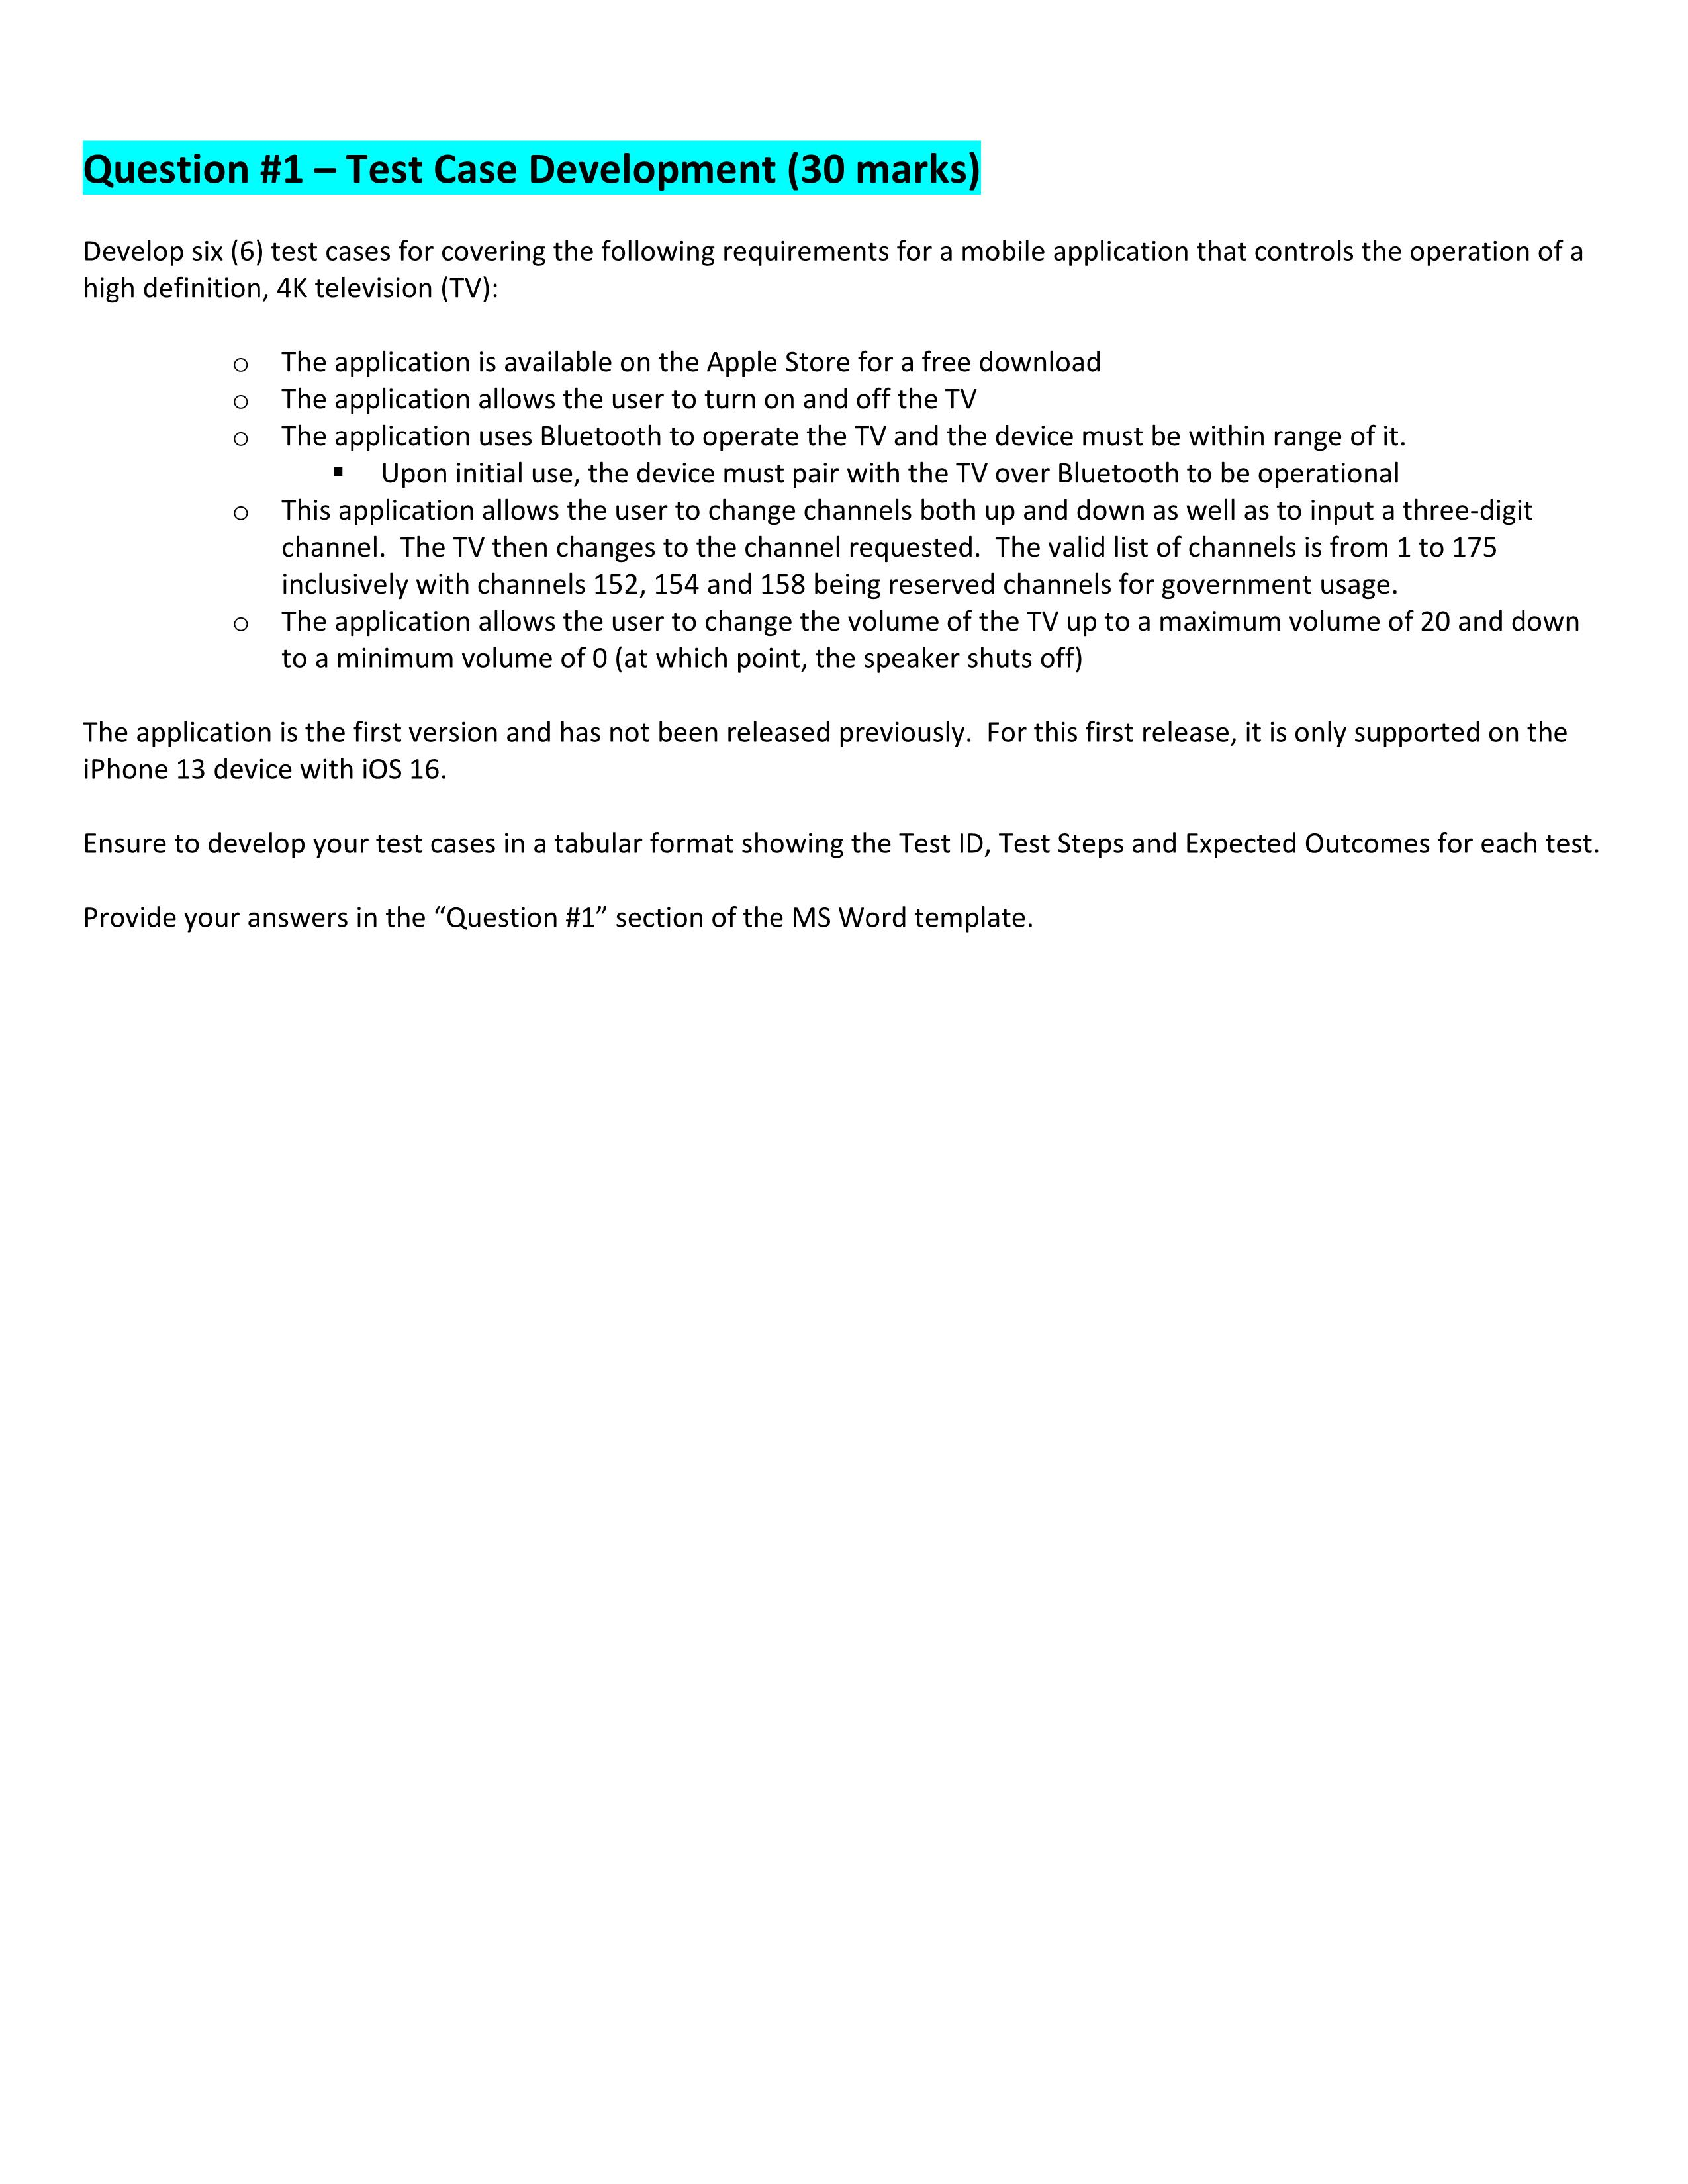 Question #1 – Test Case Development (30 marks)
Develop six (6) test cases for covering the following requirements for a mobile application that controls the operation of a
high definition, 4K television (TV):
o The application is available on the Apple Store for a free download
o The application allows the user to turn on and off the TV
o The application uses Bluetooth to operate the TV and the device must be within range of it.
▪ Upon initial use, the device must pair with the TV over Bluetooth to be operational
o This application allows the user to change channels both up and down as well as to input a three-digit
channel.  The TV then changes to the channel requested.  The valid list of channels is from 1 to 175
inclusively with channels 152, 154 and 158 being reserved channels for government usage.
o The application allows the user to change the volume of the TV up to a maximum volume of 20 and down
to a minimum volume of 0 (at which point, the speaker shuts off)
The application is the first version and has not been released previously.  For this first release, it is only supported on the
iPhone 13 device with iOS 16.
Ensure to develop your test cases in a tabular format showing the Test ID, Test Steps and Expected Outcomes for each test.
Provide your answers in the “Question #1” section of the MS Word template.